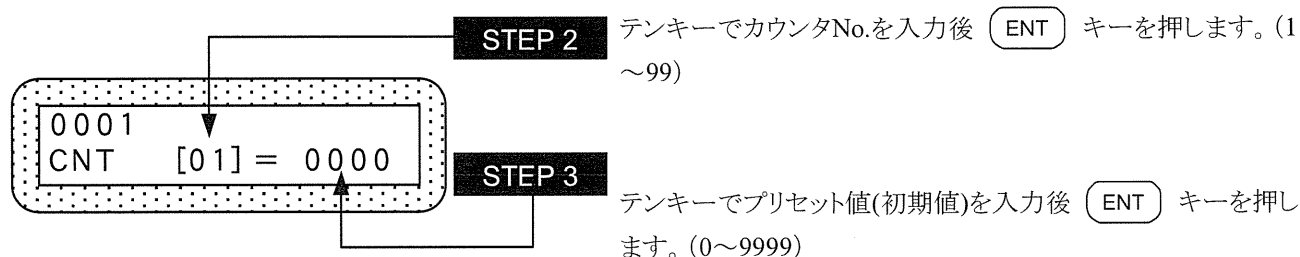 STEP 2
テンキーでカウンタNo.を入力後 ENT キーを押します。(1
～99)
0001
CNT [01]= 0000
STEP 3
テンキーでプリセット値(初期値)を入力後 ENT キーを押し
ます。(0～9999)